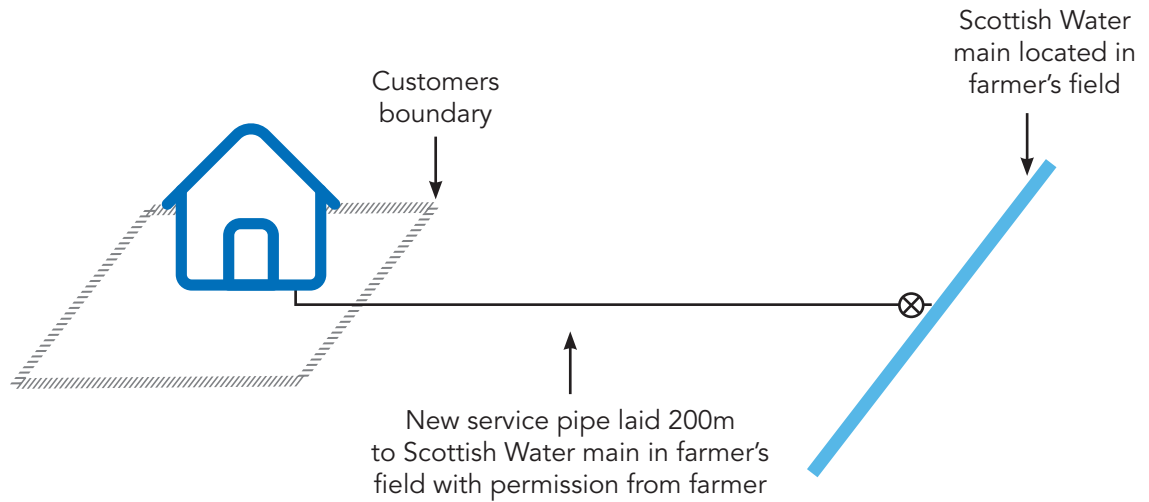 Scottish Water
main located in
farmer’s field
Customers
boundary
New service pipe laid 200m
to Scottish Water main in farmer’s
field with permission from farmer